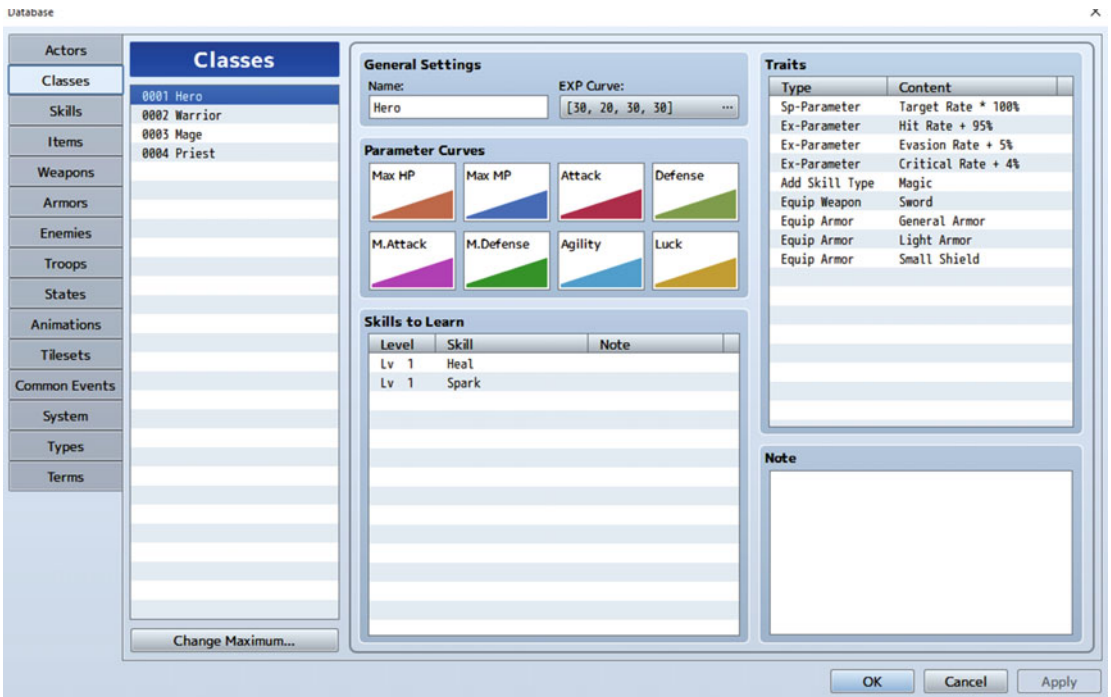 Database
Actors
Classes
Skills
Items
Weapons
Armors
Enemies
Troops
States
Animations
Tilesets
Common Events
System
Types
Terms
Classes
0001 Hero
0002 Warrior
0003 Mage
0004 Priest
Change Maximum...
General Settings
Name: EXP Curve:
Hero [30, 20, 30, 30] ...
Parameter Curves
Max HP Max MP Attack Defense
M.Attack M.Defense Agility Luck
Skills to Learn
Level Skill Note
Lv 1 Heal
Lv 1 Spark
Traits
Type Content
Sp-Parameter Target Rate * 100%
Ex-Parameter Hit Rate + 95%
Ex-Parameter Evasion Rate + 5%
Ex-Parameter Critical Rate + 4%
Add Skill Type Magic
Equip Weapon Sword
Equip Armor General Armor
Equip Armor Light Armor
Equip Armor Small Shield
Note
OK Cancel Apply